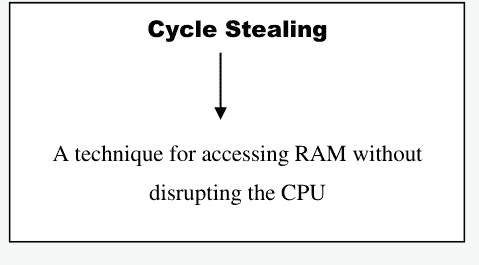 Cycle Stealing
A technique for accessing RAM without
disrupting the CPU